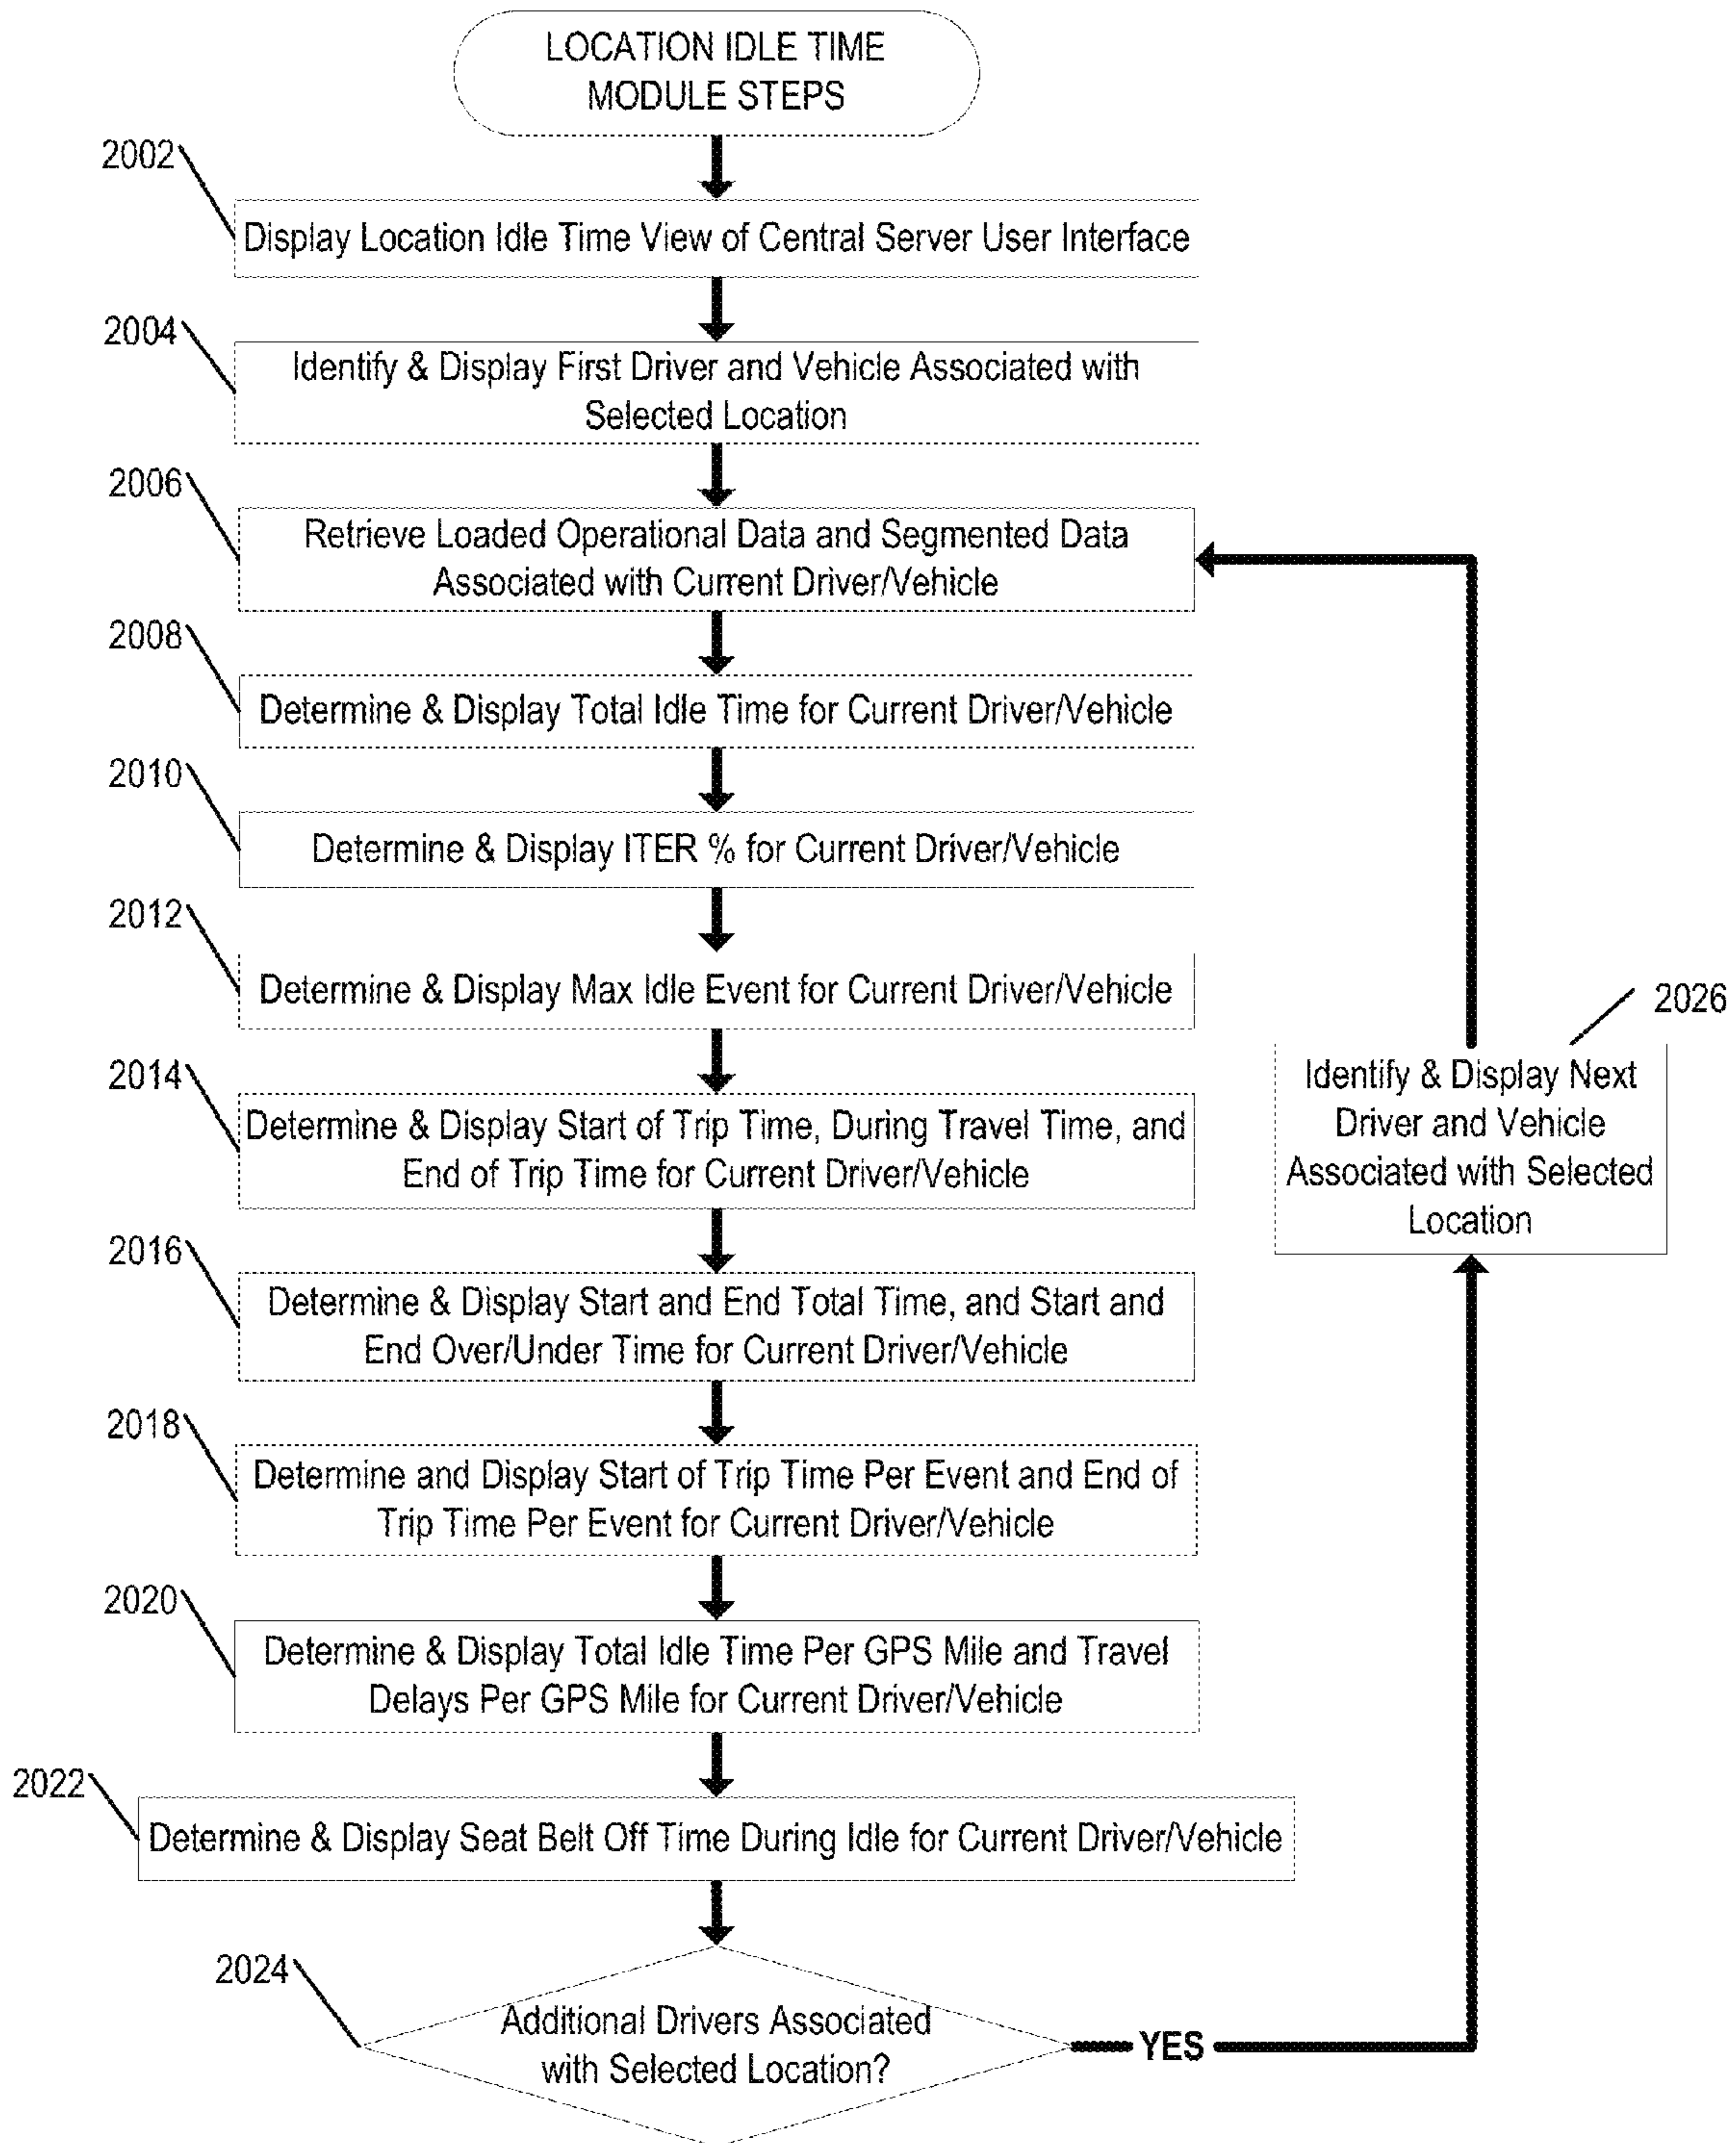 LOCATION IDLE TIME
MODULE STEPS
2002
Display Location Idle Time View of Central Server User Interface
2004
Identify & Display First Driver and Vehicle Associated with
Selected Location
2006
Retrieve Loaded Operational Data and Segmented Data
Associated with Current Driver/Vehicle
2008
Determine & Display Total Idle Time for Current Driver/Vehicle
2010
Determine & Display ITER % for Current Driver/Vehicle
2012
Determine & Display Max Idle Event for Current Driver/Vehicle
2014
Determine & Display Start of Trip Time, During Travel Time, and
End of Trip Time for Current Driver/Vehicle
2016
Determine & Display Start and End Total Time, and Start and
End Over/Under Time for Current Driver/Vehicle
2018
Determine and Display Start of Trip Time Per Event and End of
Trip Time Per Event for Current Driver/Vehicle
2020
Determine & Display Total Idle Time Per GPS Mile and Travel
Delays Per GPS Mile for Current Driver/Vehicle
2022
Determine & Display Seat Belt Off Time During Idle for Current Driver/Vehicle
2024
Additional Drivers Associated
with Selected Location?
YES
2026
Identify & Display Next
Driver and Vehicle
Associated with Selected
Location